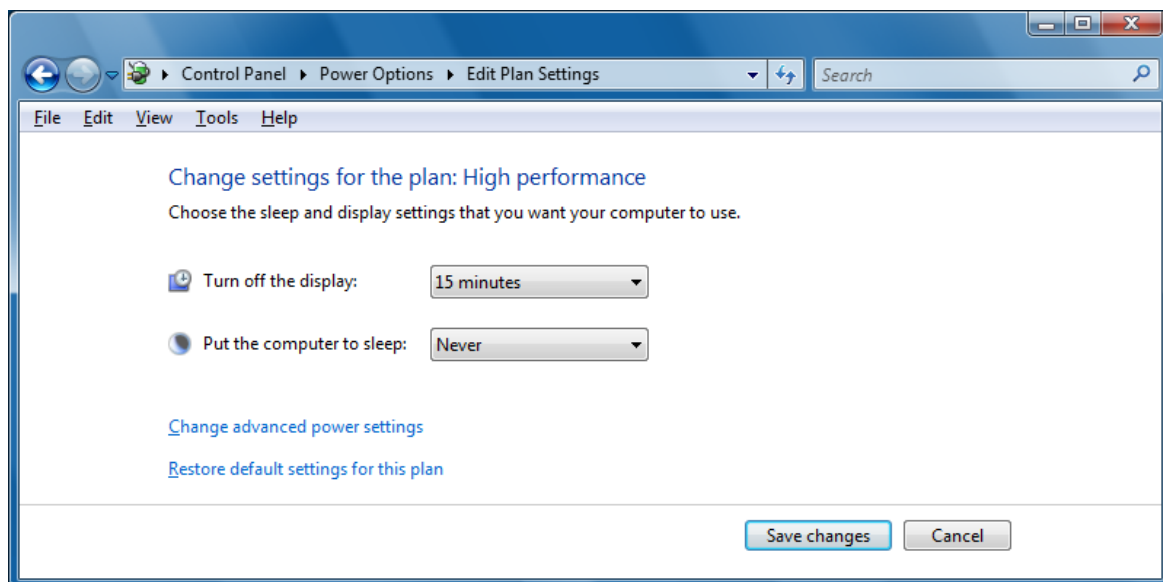 Control Panel Power Options Edit Plan Settings Search
File Edit View Tools Help
Change settings for the plan: High performance
Choose the sleep and display settings that you want your computer to use.
Turn off the display: 15 minutes
Put the computer to sleep: Never
Change advanced power settings
Restore default settings for this plan
Save changes Cancel